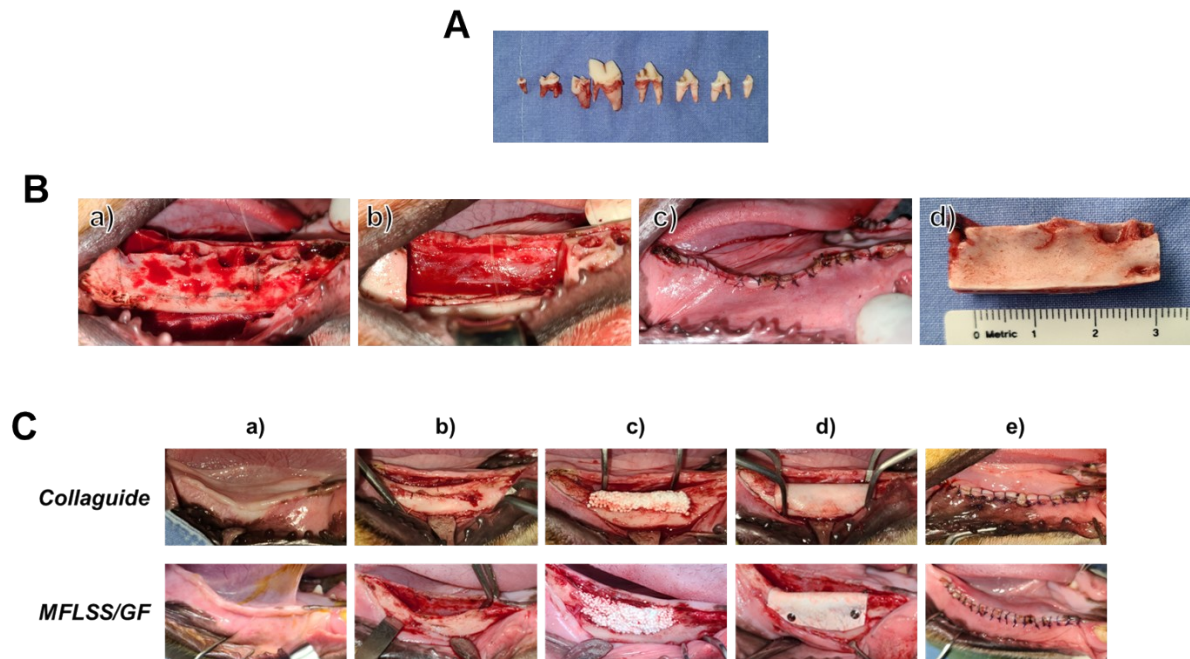 A
B
a)
b)
c)
d)
0 Metric 1 2 3
C
a)
b)
c)
d)
e)
Collaguide
MFLSS/GF